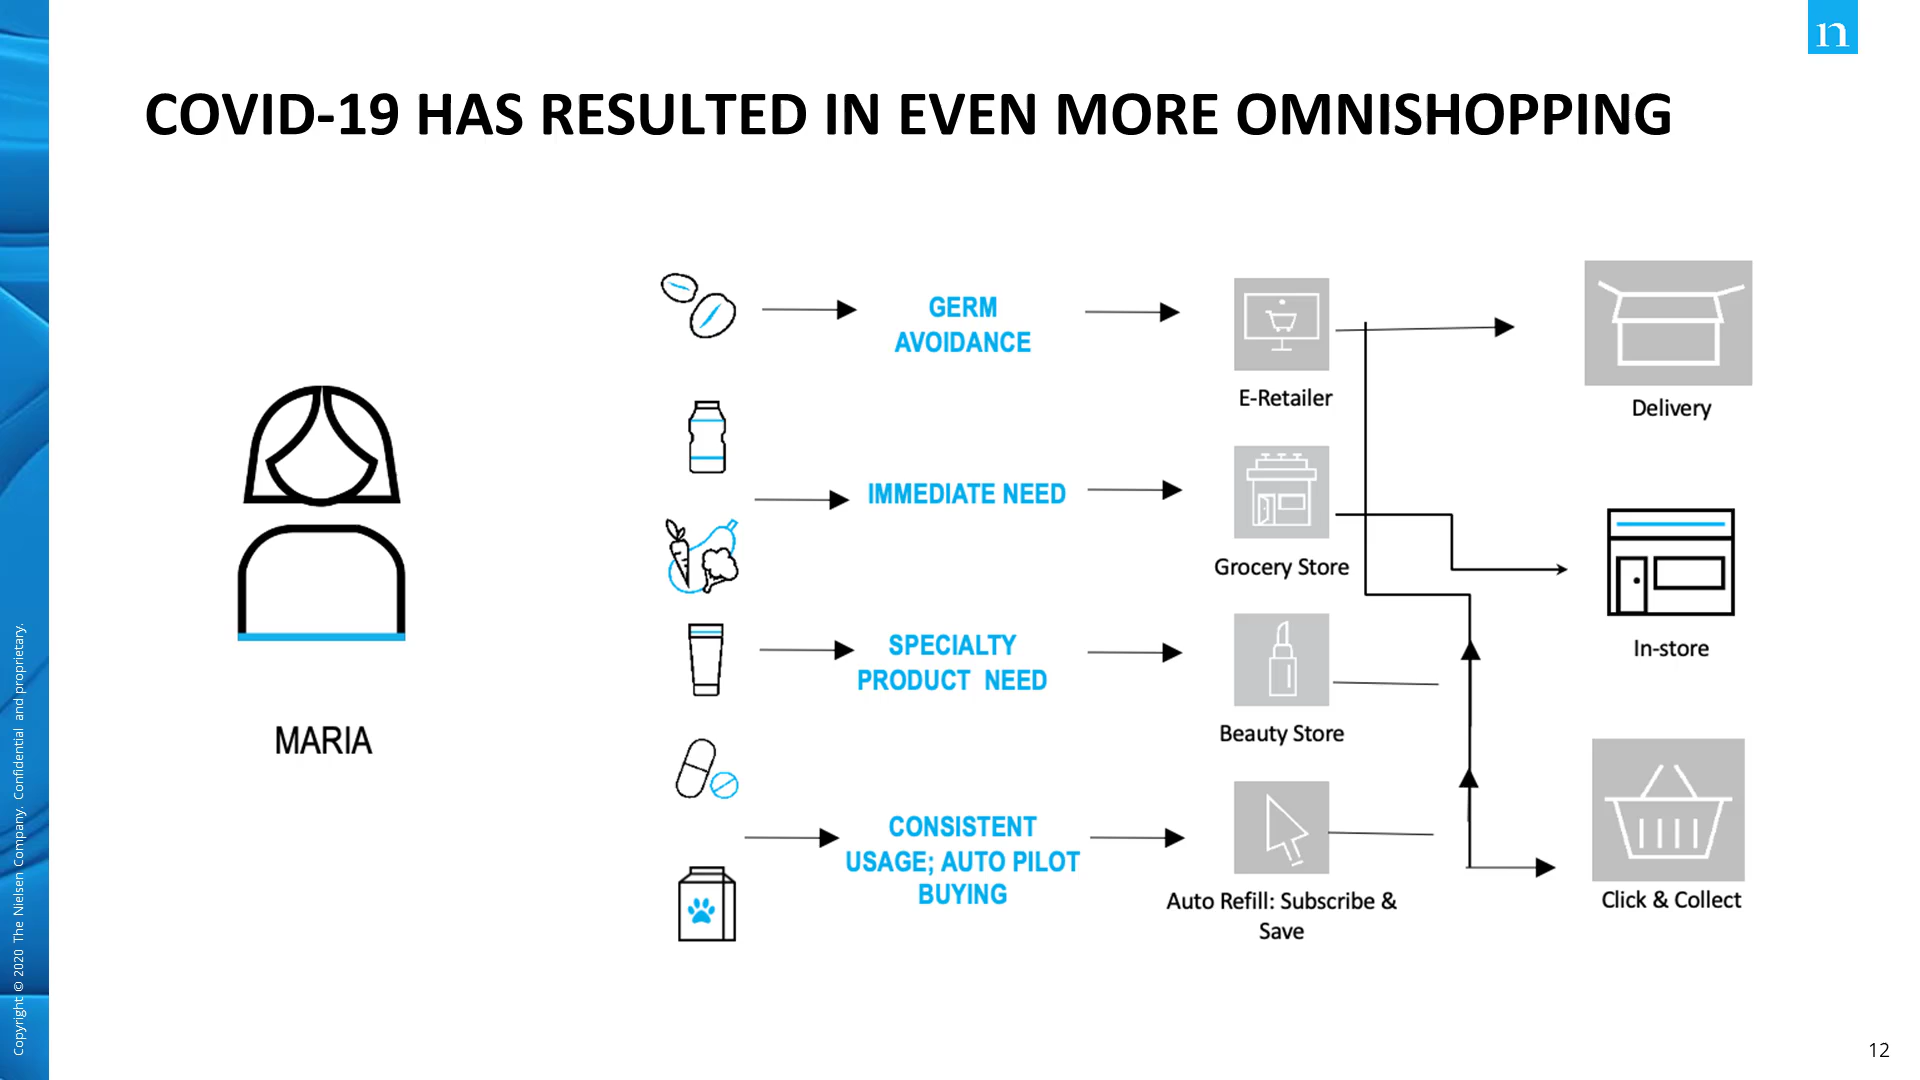 n
COVID-19 HAS RESULTED IN EVEN MORE OMNISHOPPING
MARIA
GERM
AVOIDANCE
IMMEDIATE NEED
SPECIALTY
PRODUCT NEED
CONSISTENT
USAGE; AUTO PILOT
BUYING
E-Retailer
Grocery Store
Beauty Store
Auto Refill: Subscribe &
Save
Delivery
In-store
Click & Collect
Copyright © 2020 The Nielsen Company. Confidential and proprietary.
12